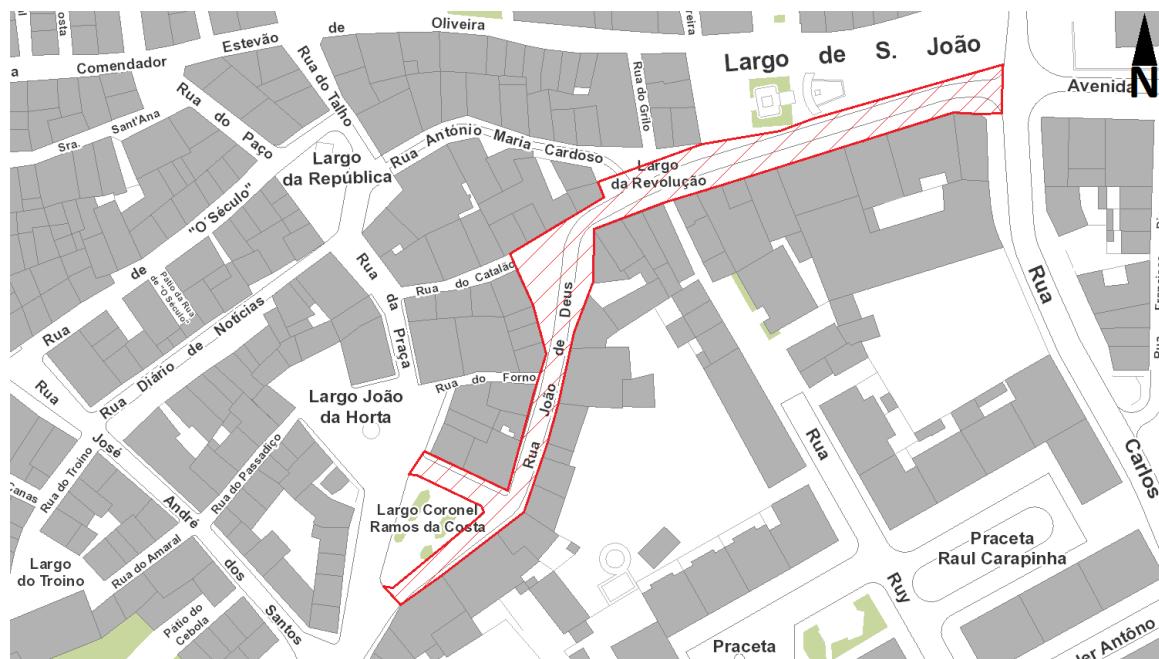 Oliveira
de
Estevão
Comendador
Rua do Talho
Rua do Grilo
Largo de S. João
Avenida
N
Rua do Paço
Sant'Ana
Sra.
Rua António Maria Cardoso
Largo
da República
Largo
da Revolução
Rua de "O Século"
Pátio da Rua
de "O Século"
Rua Diário de Notícias
Rua da Praça
Rua do Catalão
Rua João de Deus
Rua do Forno
Largo João
da Horta
Rua José André dos Santos
Rua do Troino
Rua do Passadiço
Canas
Rua do Amaral
Largo
do Troino
Pátio do
Cebola
Largo Coronel
Ramos da Costa
Rua Ruy
Rua Carlos
Praceta
Raul Carapinha
Praceta
der Antôno
Rua